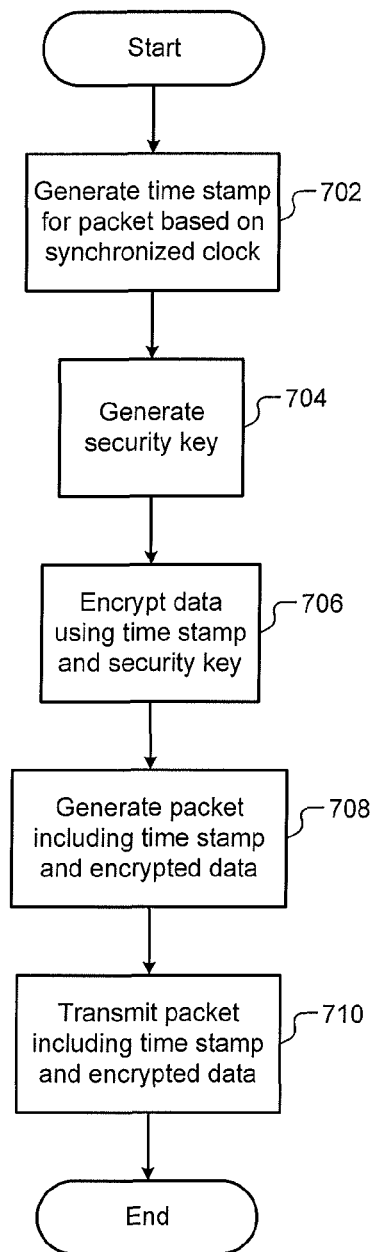 Start
Generate time stamp
for packet based on
synchronized clock
702
Generate
security key
704
Encrypt data
using time stamp
and security key
706
Generate packet
including time stamp
and encrypted data
708
Transmit packet
including time stamp
and encrypted data
710
End